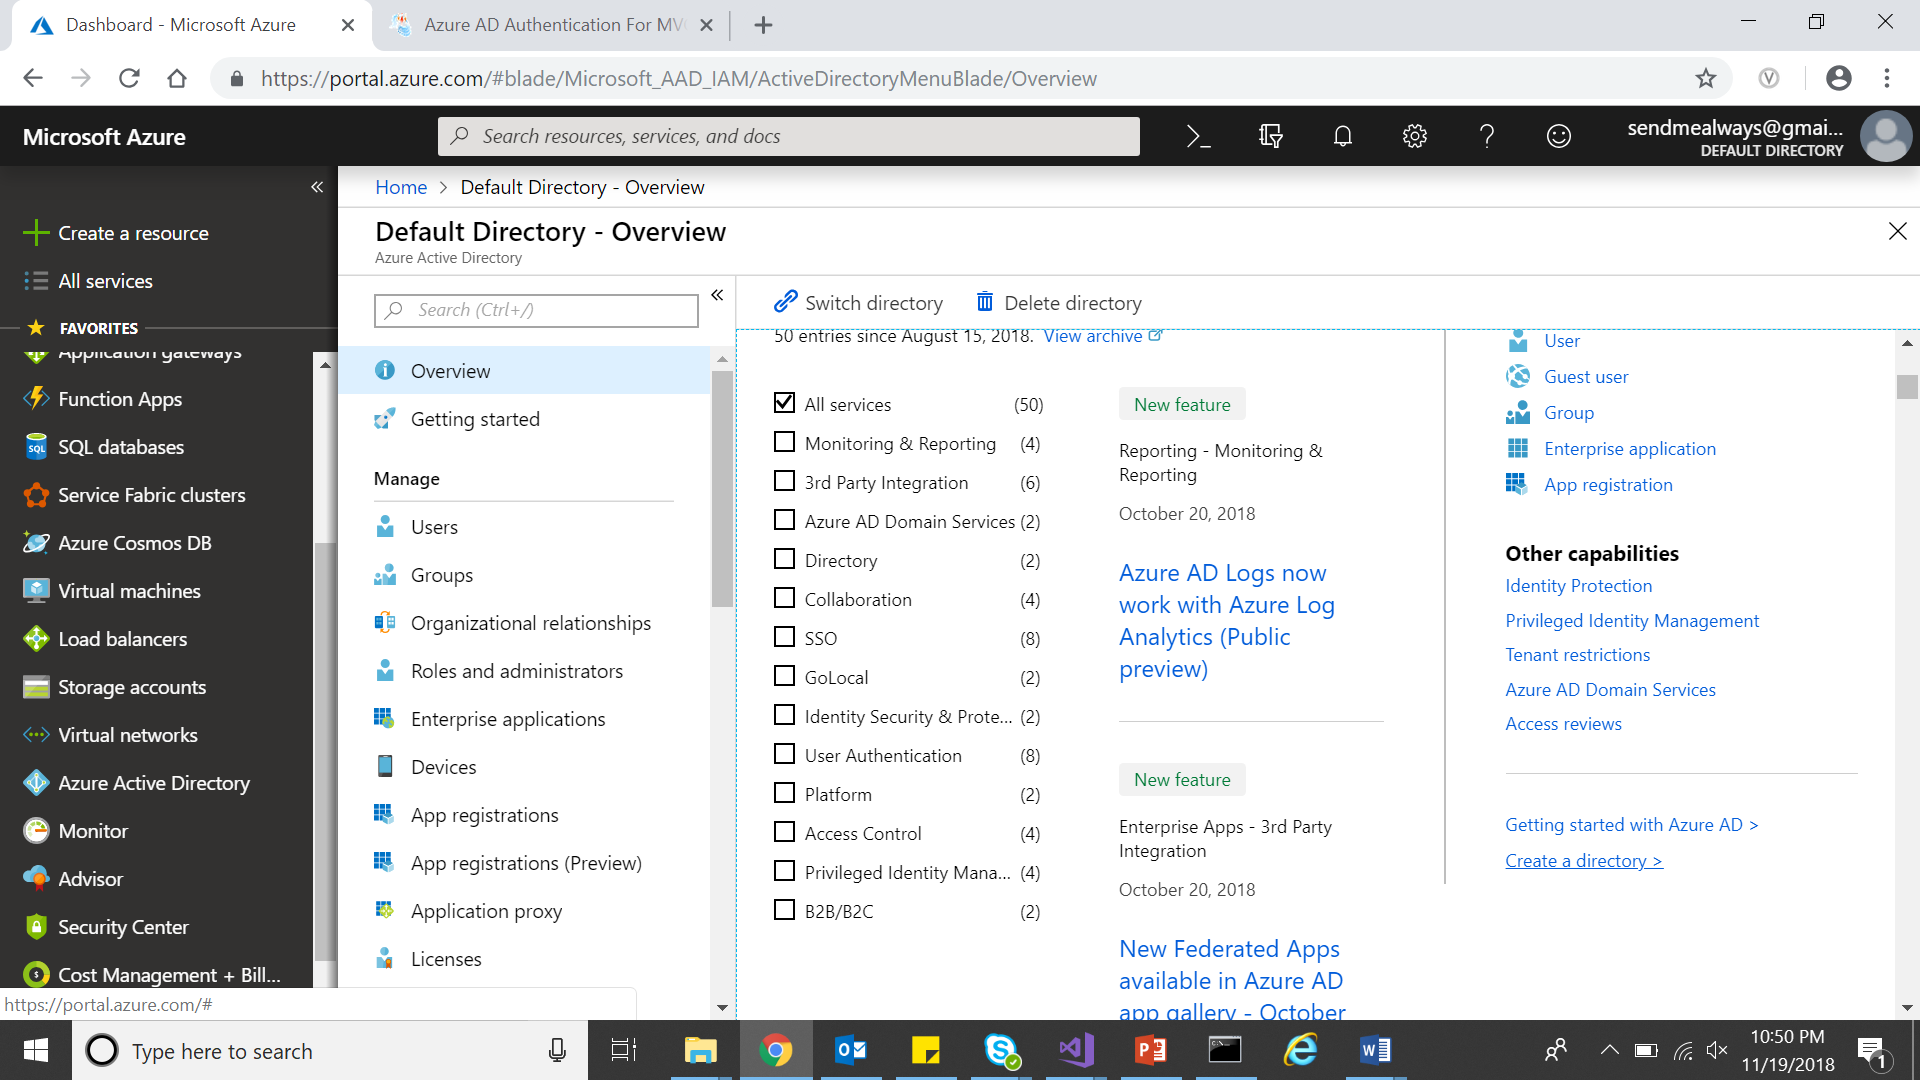 Dashboard - Microsoft Azure
Azure AD Authentication For MV
https://portal.azure.com/#blade/Microsoft_AAD_IAM/ActiveDirectoryMenuBlade/Overview
Microsoft Azure
Search resources, services, and docs
sendmealways@gmai...
DEFAULT DIRECTORY
Create a resource
All services
FAVORITES
Application gateways
Function Apps
SQL databases
Service Fabric clusters
Azure Cosmos DB
Virtual machines
Load balancers
Storage accounts
Virtual networks
Azure Active Directory
Monitor
Advisor
Security Center
Cost Management + Bill...
https://portal.azure.com/#
Home > Default Directory - Overview
Default Directory - Overview
Azure Active Directory
Search (Ctrl+/)
Overview
Getting started
Manage
Users
Groups
Organizational relationships
Roles and administrators
Enterprise applications
Devices
App registrations
App registrations (Preview)
Application proxy
Licenses
Switch directory
Delete directory
50 entries since August 15, 2018. View archive
All services (50)
Monitoring & Reporting (4)
3rd Party Integration (6)
Azure AD Domain Services (2)
Directory (2)
Collaboration (4)
SSO (8)
GoLocal (2)
Identity Security & Prote... (2)
User Authentication (8)
Platform (2)
Access Control (4)
Privileged Identity Mana... (4)
B2B/B2C (2)
New feature
Reporting - Monitoring &
Reporting
October 20, 2018
Azure AD Logs now
work with Azure Log
Analytics (Public
preview)
New feature
Enterprise Apps - 3rd Party
Integration
October 20, 2018
New Federated Apps
available in Azure AD
app gallery - October
User
Guest user
Group
Enterprise application
App registration
Other capabilities
Identity Protection
Privileged Identity Management
Tenant restrictions
Azure AD Domain Services
Access reviews
Getting started with Azure AD >
Create a directory >
Type here to search
10:50 PM
11/19/2018
1